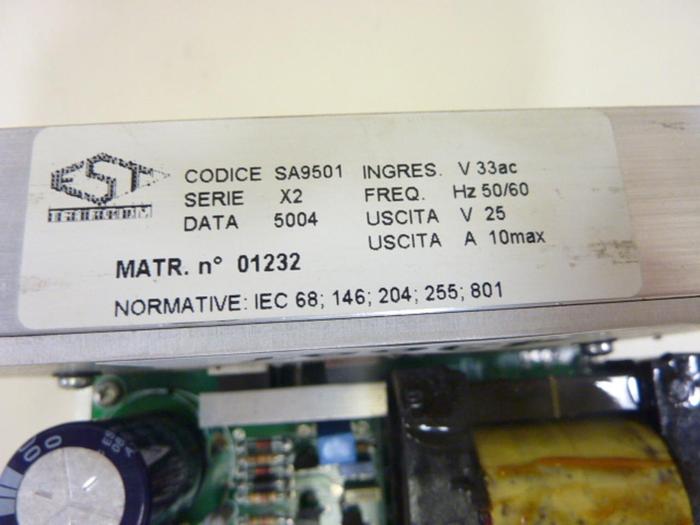 EST
CODICE SA9501 INGRES. V 33ac
SERIE X2 FREQ. Hz 50/60
DATA 5004 USCITA V 25
USCITA A 10max
MATR. n° 01232
NORMATIVE: IEC 68; 146; 204; 255; 801